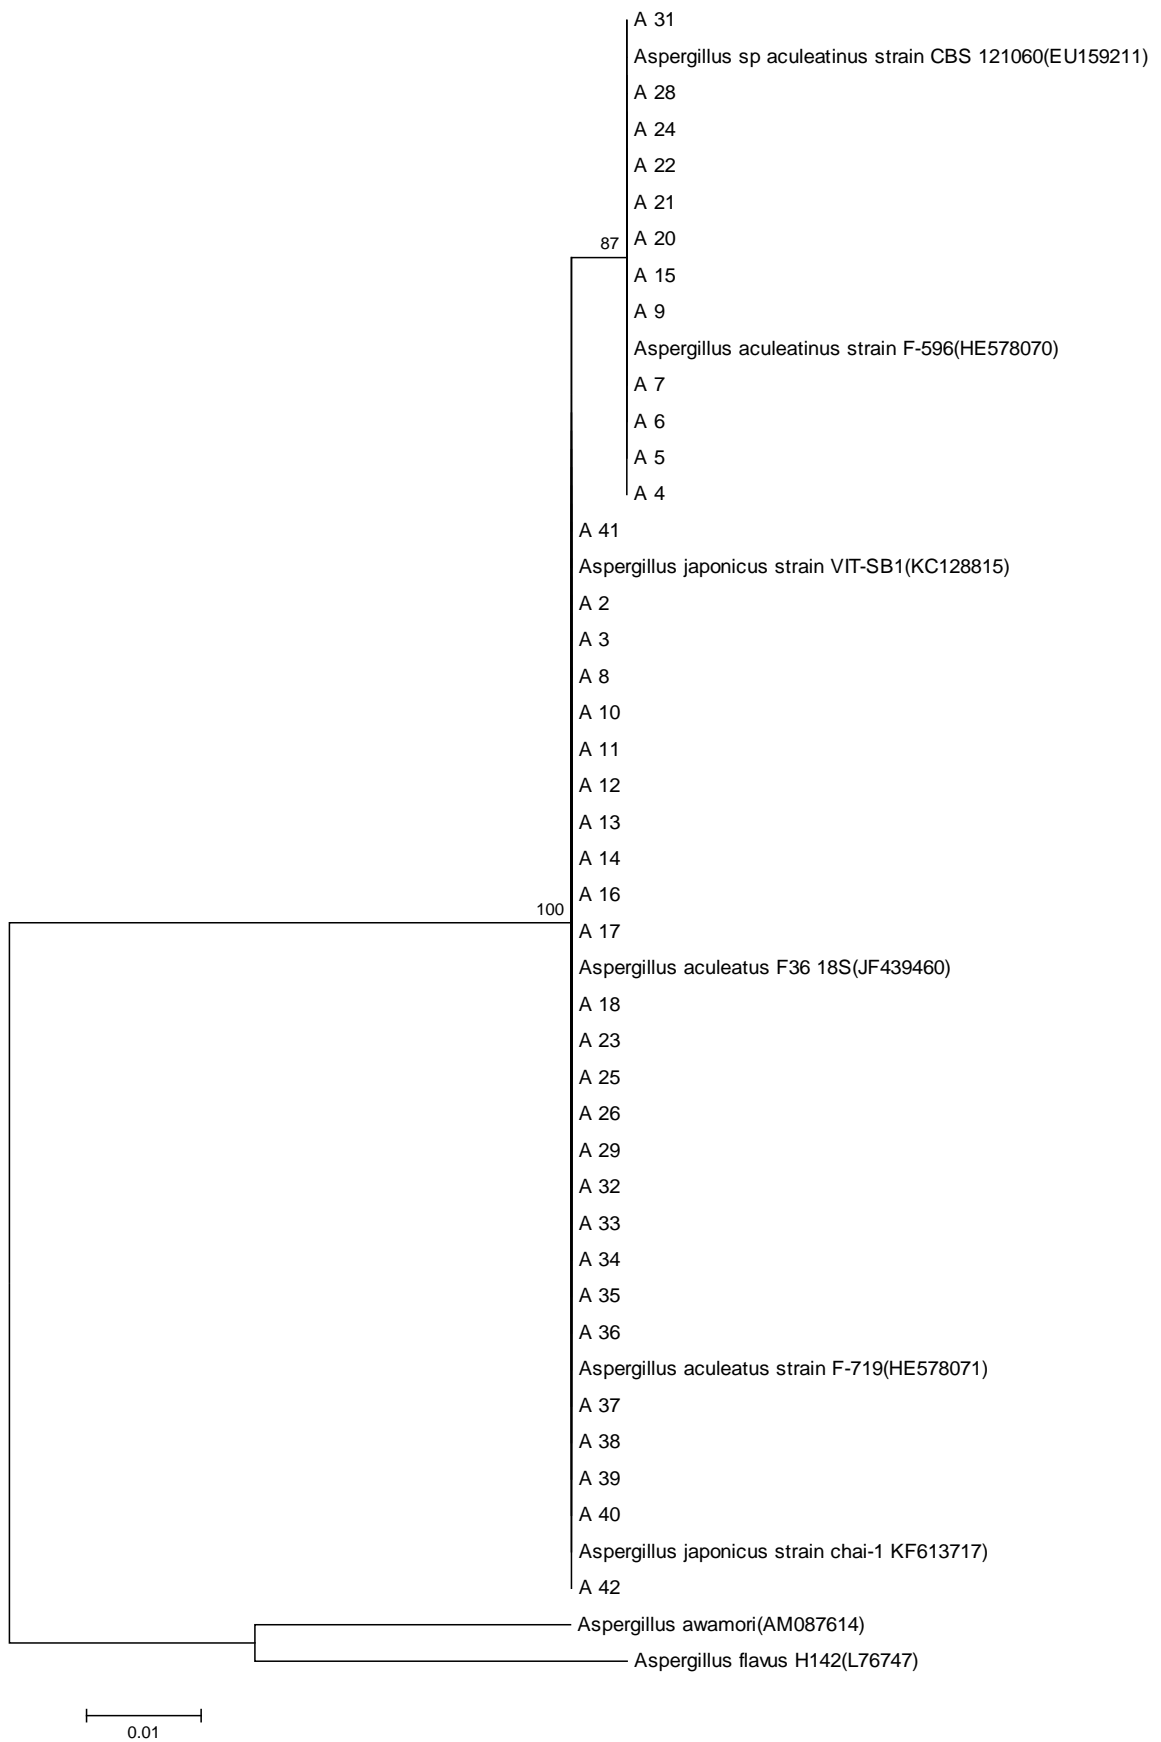 A 31
Aspergillus sp aculeatinus strain CBS 121060(EU159211)
A 28
A 24
A 22
A 21
87
A 20
A 15
A 9
Aspergillus aculeatinus strain F-596(HE578070)
A 7
A 6
A 5
A 4
A 41
Aspergillus japonicus strain VIT-SB1(KC128815)
A 2
A 3
A 8
A 10
A 11
A 12
A 13
A 14
A 16
100
A 17
Aspergillus aculeatus F36 18S(JF439460)
A 18
A 23
A 25
A 26
A 29
A 32
A 33
A 34
A 35
A 36
Aspergillus aculeatus strain F-719(HE578071)
A 37
A 38
A 39
A 40
Aspergillus japonicus strain chai-1 KF613717)
A 42
Aspergillus awamori(AM087614)
Aspergillus flavus H142(L76747)
0.01